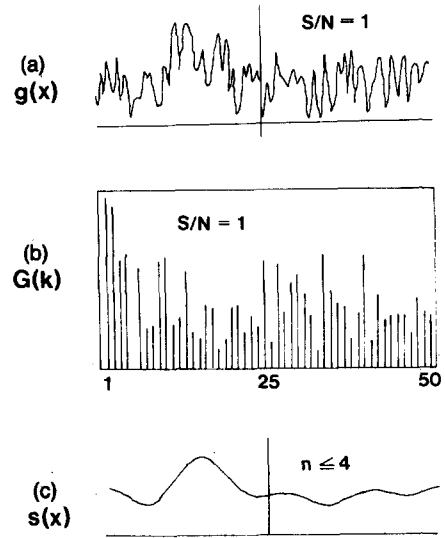 S/N = 1
(a)
g(x)
(b)
S/N = 1
G(k)
1 25 50
(c)
n ≤ 4
s(x)